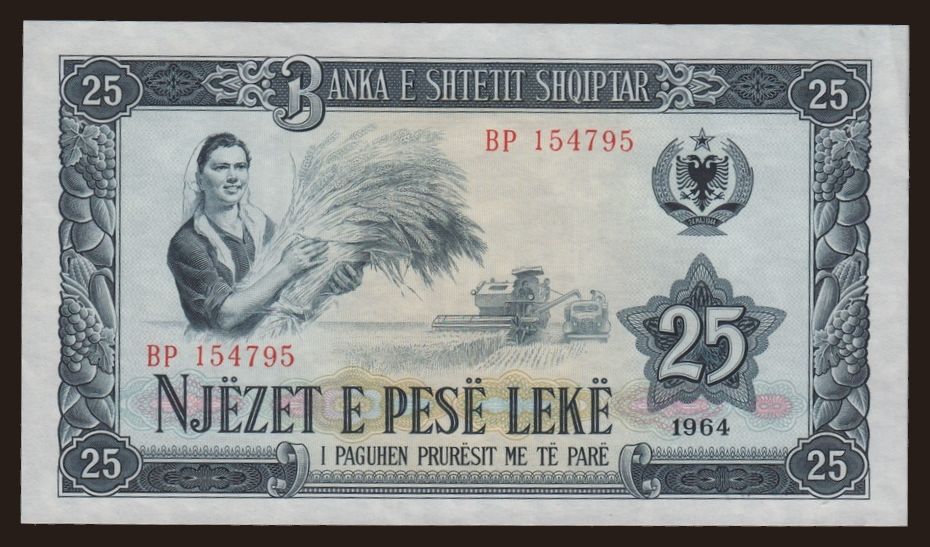 25 BANKA E SHTETIT SHQIPTAR 25
BP 154795
BP 154795
25
NJËZET E PESË LEKË
1964
I PAGUHEN PRURËSIT ME TË PARË
25 25